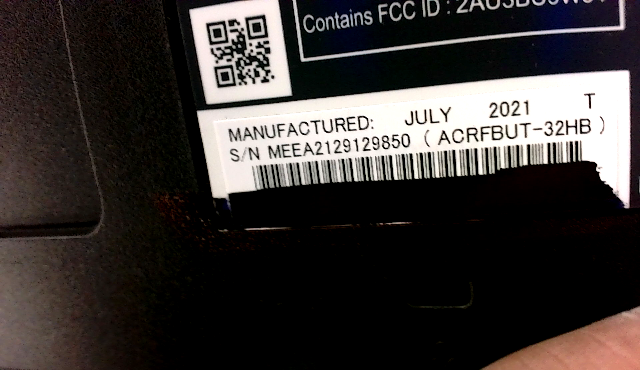 Contains FCC ID :
MANUFACTURED: JULY 2021 T
S/N MEEA2129129850 ( ACRFBUT-32HB )